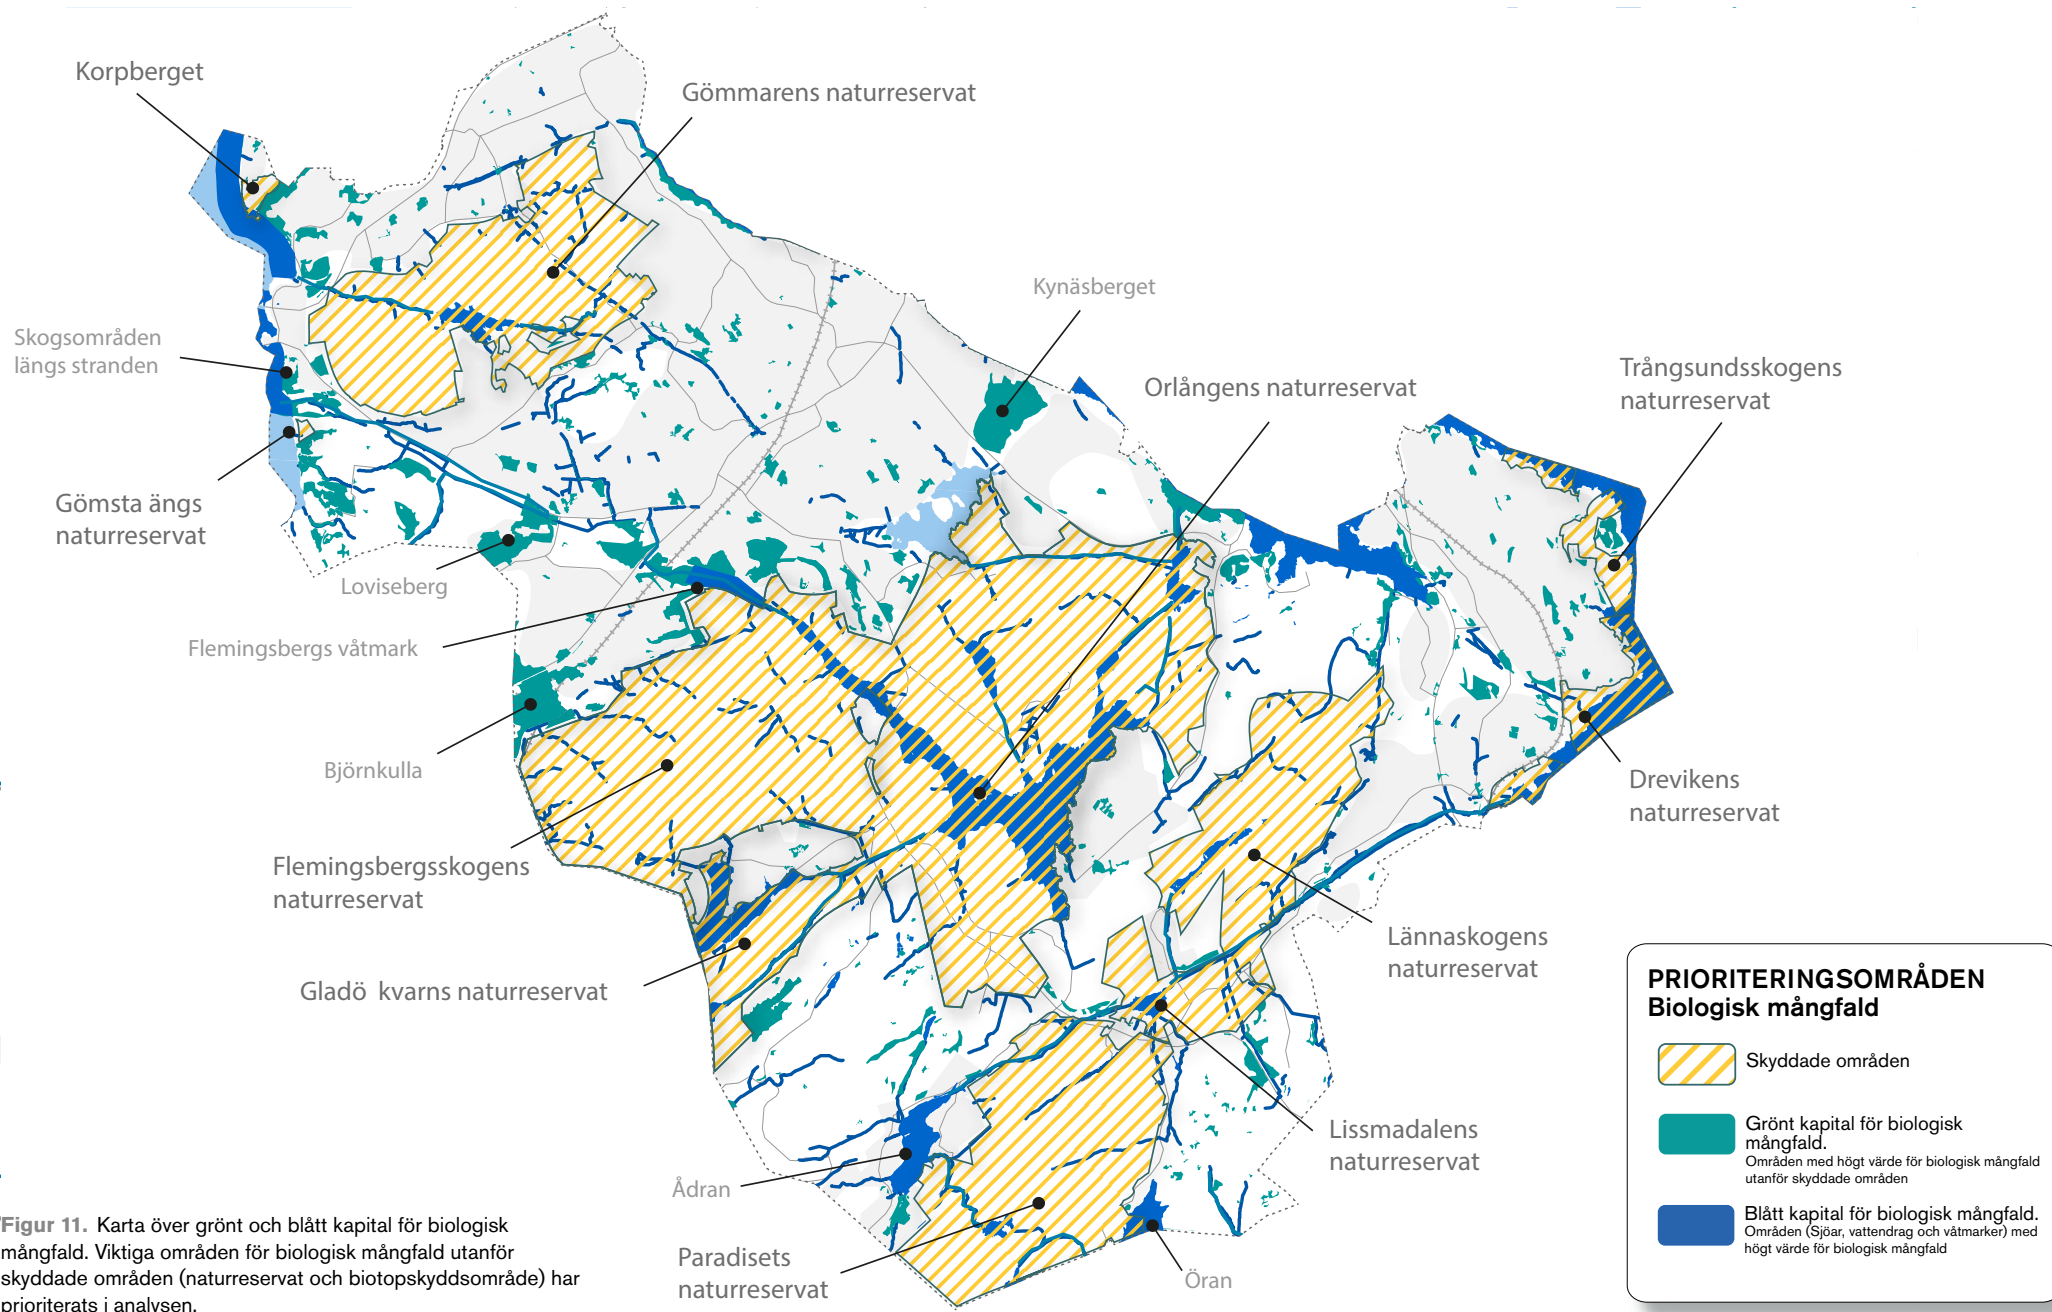 Korpberget
Gömmarens naturreservat
Kynäsberget
Skogsområden
längs stranden
Orlångens naturreservat
Trångsundsskogens
naturreservat
Gömsta ängs
naturreservat
Loviseberg
Flemingsbergs våtmark
Björnkulla
Drevikens
naturreservat
Flemingsbergsskogens
naturreservat
Lännaskogens
naturreservat
Gladö kvarns naturreservat
Lissmadalens
naturreservat
Ådran
Paradisets
naturreservat
Öran
PRIORITERINGSOMRÅDEN
Biologisk mångfald
Skyddade områden
Grönt kapital för biologisk
mångfald.
Områden med högt värde för biologisk mångfald
utanför skyddade områden
Blått kapital för biologisk mångfald.
Områden (Sjöar, vattendrag och våtmarker) med
högt värde för biologisk mångfald
Figur 11. Karta över grönt och blått kapital för biologisk
mångfald. Viktiga områden för biologisk mångfald utanför
skyddade områden (naturreservat och biotopskyddsområde) har
prioriterats i analysen.